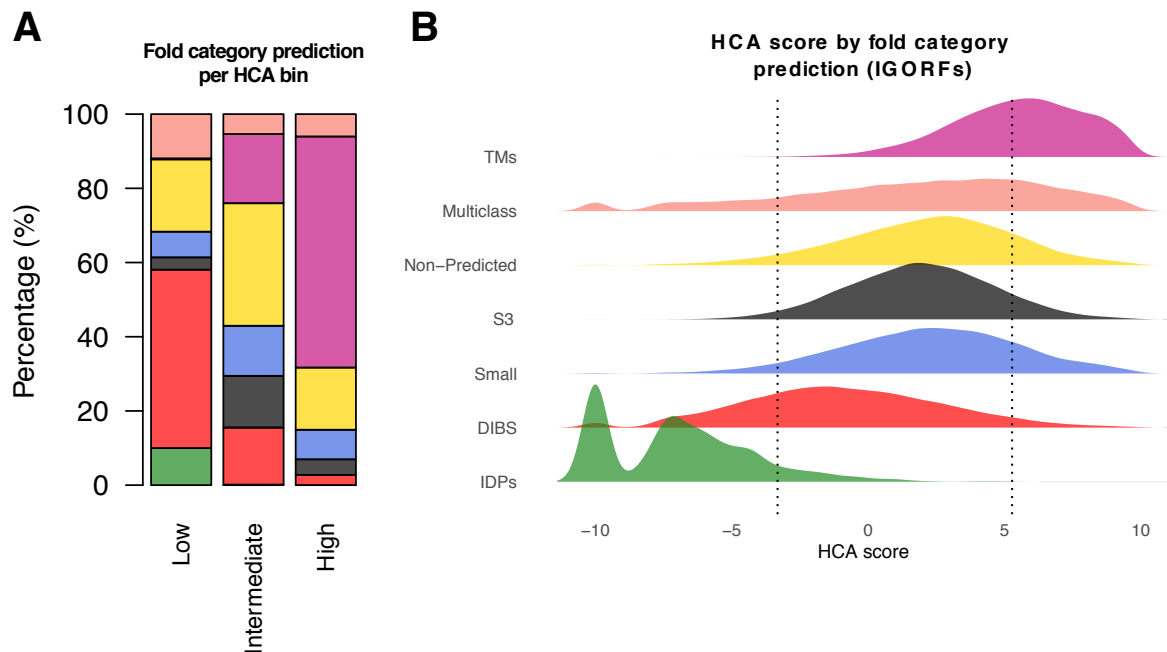 A
Fold category prediction
per HCA bin
Percentage (%)
100
80
60
40
20
0
Low
Intermediate
High
B
HCA score by fold category
prediction (IGORFs)
TMs
Multiclass
Non−Predicted
S3
Small
DIBS
IDPs
−10 −5 0 5 10
HCA score